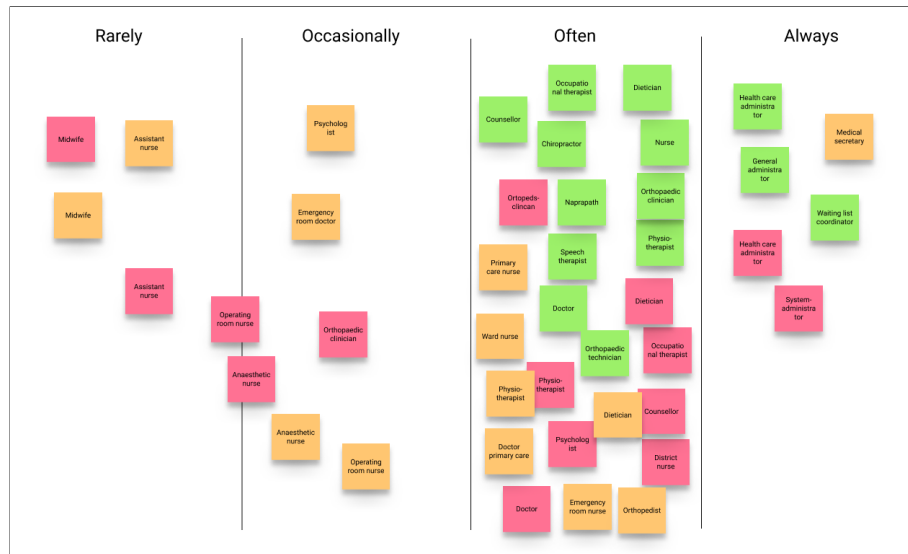 Rarely
Occasionally
Often
Always
Midwife
Assistant
nurse
Midwife
Assistant
nurse
Operating
room nurse
Anaesthetic
nurse
Psycholog
ist
Emergency
room doctor
Orthopaedic
clinician
Anaesthetic
nurse
Operating
room nurse
Counsellor
Occupatio
nal therapist
Dietician
Chiropractor
Nurse
Ortopeds-
clincan
Naprapath
Orthopaedic
clinician
Primary
care nurse
Speech
therapist
Physio-
therapist
Doctor
Dietician
Ward nurse
Orthopaedic
technician
Occupatio
nal therapist
Physio-
therapist
Physio-
therapist
Dietician
Counsellor
Doctor
primary care
Psycholog
ist
District
nurse
Doctor
Emergency
room nurse
Orthopedist
Health care
administra
tor
Medical
secretary
General
administra
tor
Waiting list
coordinator
Health care
administra
tor
System-
administra
tor